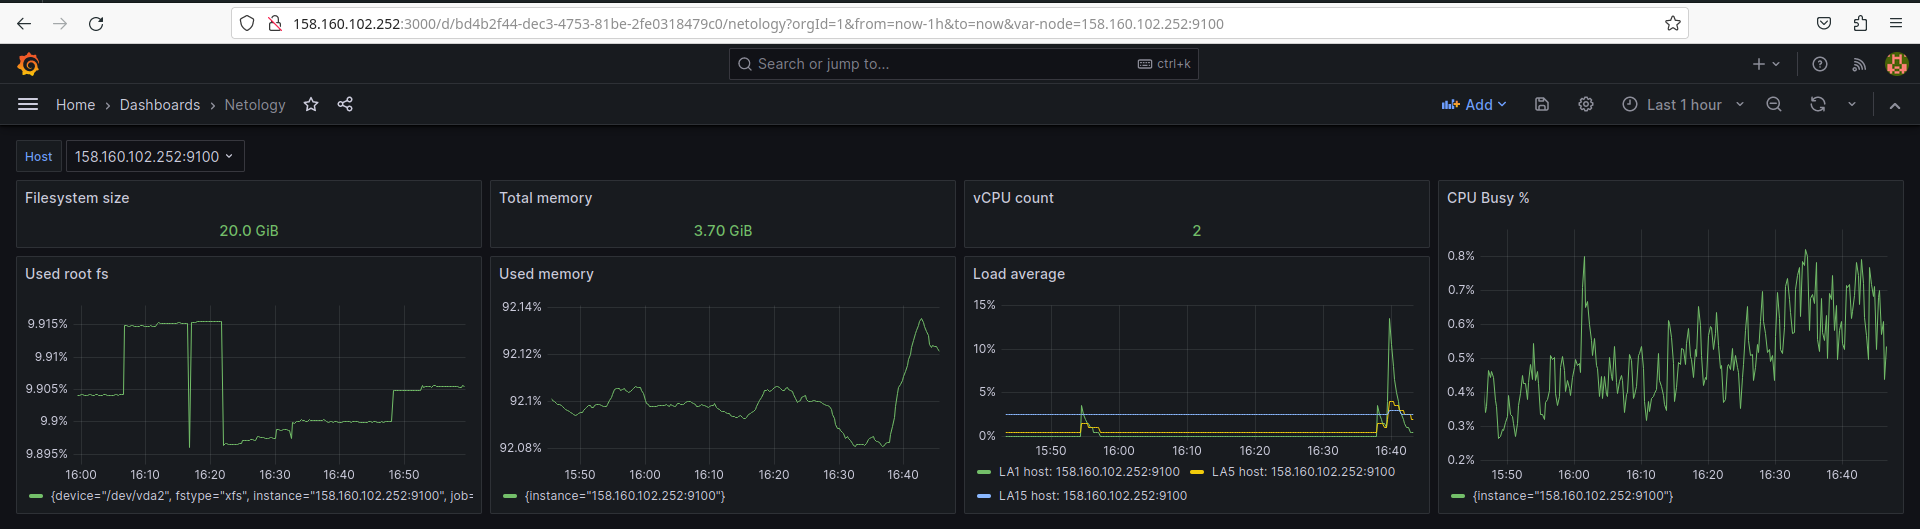 158.160.102.252:3000/d/bd4b2f44-dec3-4753-81be-2fe0318479c0/netology?orgId=1&from=now-1h&to=now&var-node=158.160.102.252:9100
Search or jump to... ctrl+k
Home › Dashboards › Netology Add Last 1 hour
Host 158.160.102.252:9100
Filesystem size
20.0 GiB
Total memory
3.70 GiB
vCPU count
2
CPU Busy %
0.8%
0.7%
0.6%
0.5%
0.4%
0.3%
0.2%
15:50 16:00 16:10 16:20 16:30 16:40
{instance="158.160.102.252:9100"}
Used root fs
9.915%
9.91%
9.905%
9.9%
9.895%
16:00 16:10 16:20 16:30 16:40 16:50
{device="/dev/vda2", fstype="xfs", instance="158.160.102.252:9100", job=
Used memory
92.14%
92.12%
92.1%
92.08%
15:50 16:00 16:10 16:20 16:30 16:40
{instance="158.160.102.252:9100"}
Load average
15%
10%
5%
0%
15:50 16:00 16:10 16:20 16:30 16:40
LA1 host: 158.160.102.252:9100 LA5 host: 158.160.102.252:9100
LA15 host: 158.160.102.252:9100